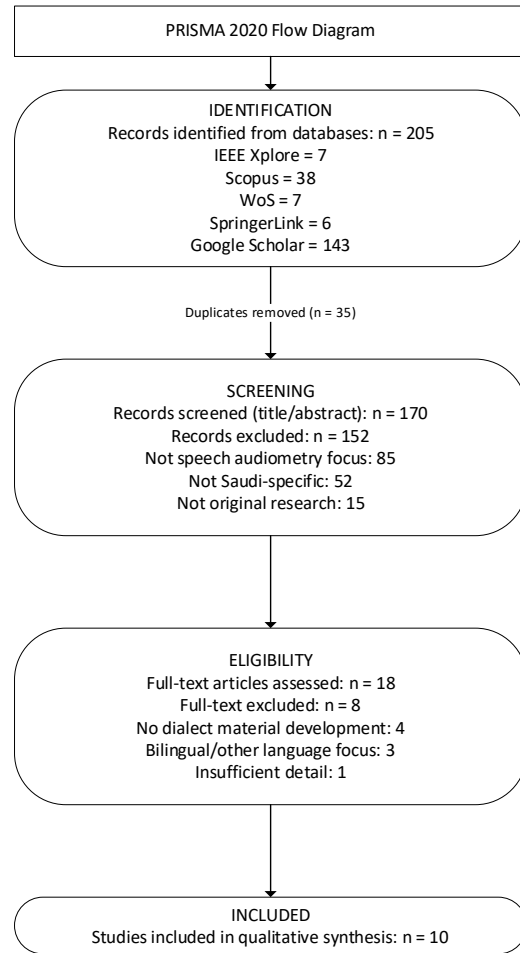 PRISMA 2020 Flow Diagram
IDENTIFICATION
Records identified from databases: n = 205
IEEE Xplore = 7
Scopus = 38
WoS = 7
SpringerLink = 6
Google Scholar = 143
Duplicates removed (n = 35)
SCREENING
Records screened (title/abstract): n = 170
Records excluded: n = 152
Not speech audiometry focus: 85
Not Saudi-specific: 52
Not original research: 15
ELIGIBILITY
Full-text articles assessed: n = 18
Full-text excluded: n = 8
No dialect material development: 4
Bilingual/other language focus: 3
Insufficient detail: 1
INCLUDED
Studies included in qualitative synthesis: n = 10